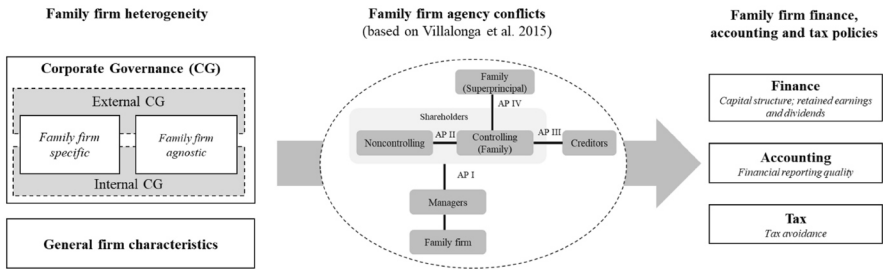 Family firm heterogeneity
Corporate Governance (CG)
External CG
Family firm
specific
Family firm
agnostic
Internal CG
General firm characteristics
Family firm agency conflicts
(based on Villalonga et al. 2015)
Family
(Superprincipal)
AP IV
Shareholders
Noncontrolling
AP II
Controlling
(Family)
AP III
Creditors
AP I
Managers
Family firm
Family firm finance,
accounting and tax policies
Finance
Capital structure; retained earnings
and dividends
Accounting
Financial reporting quality
Tax
Tax avoidance